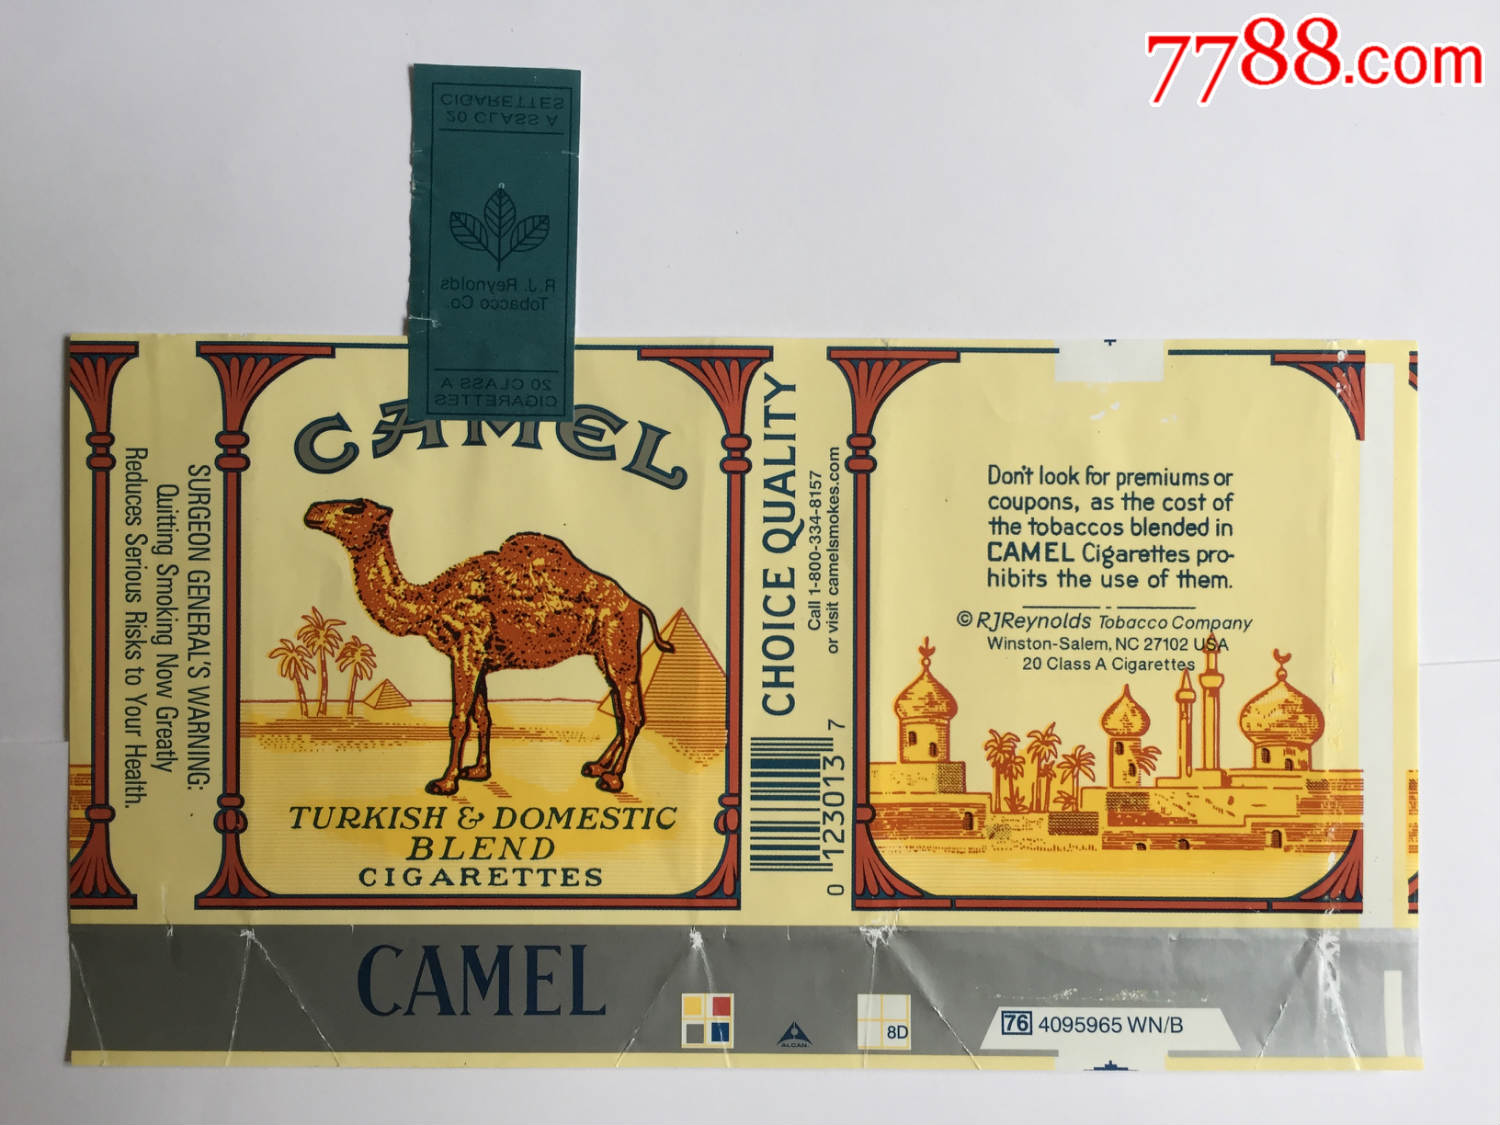 7788.com
CIGARETTES
20 CLASS A
R.J. Reynolds
Tobacco Co.
20 CLASS A
CIGARETTES
CAMEL
SURGEON GENERAL'S WARNING:
Quitting Smoking Now Greatly
Reduces Serious Risks to Your Health.
TURKISH & DOMESTIC
BLEND
CIGARETTES
CHOICE QUALITY
Call 1-800-334-8157
or visit camelsmokes.com
0 123013 7
Don't look for premiums or
coupons, as the cost of
the tobaccos blended in
CAMEL Cigarettes pro-
hibits the use of them.
© RJReynolds Tobacco Company
Winston-Salem, NC 27102 USA
20 Class A Cigarettes
CAMEL
ALCAN
8D
76 4095965 WN/B